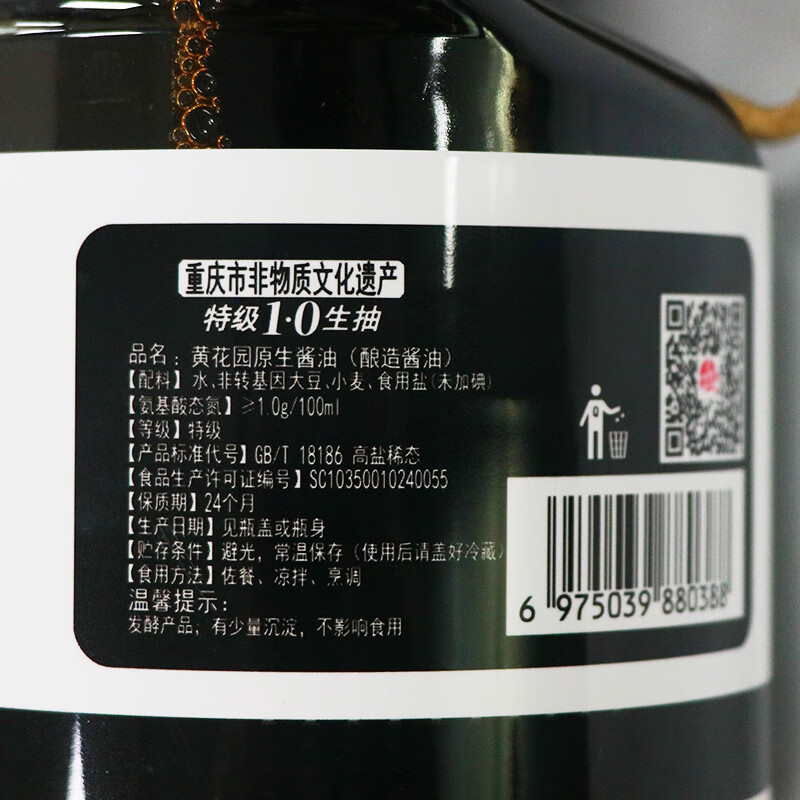 重庆市非物质文化遗产
特级1·0生抽
品名：黄花园原生酱油（酿造酱油）
【配料】水、非转基因大豆、小麦、食用盐(未加碘)
【氨基酸态氮】≥1.0g/100ml
【等级】特级
【产品标准代号】GB/T 18186 高盐稀态
【食品生产许可证编号】SC10350010240055
【保质期】24个月
【生产日期】见瓶盖或瓶身
【贮存条件】避光，常温保存（使用后请盖好冷藏）
【食用方法】佐餐、凉拌、烹调
温馨提示：
发酵产品；有少量沉淀，不影响食用
6 975039 880388